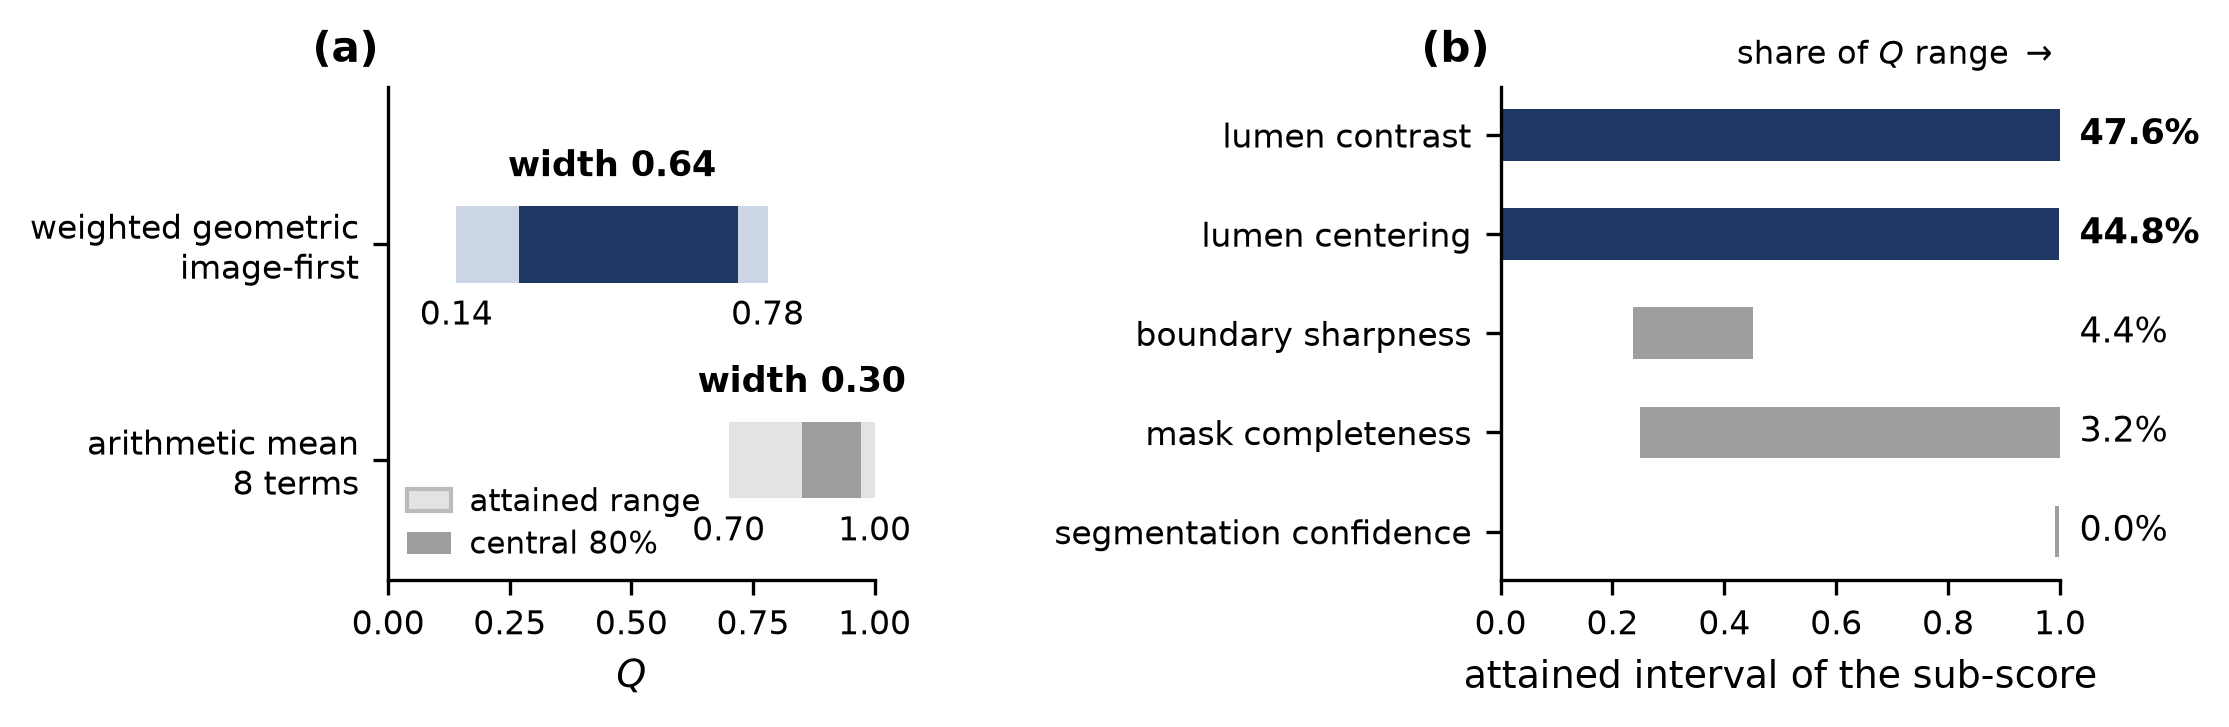 (a)
width 0.64
weighted geometric
image-first
0.14
0.78
width 0.30
arithmetic mean
8 terms
attained range
central 80%
0.70
1.00
0.00
0.25
0.50
0.75
1.00
Q
(b)
share of Q range →
lumen contrast
47.6%
lumen centering
44.8%
boundary sharpness
4.4%
mask completeness
3.2%
segmentation confidence
0.0%
0.0
0.2
0.4
0.6
0.8
1.0
attained interval of the sub-score